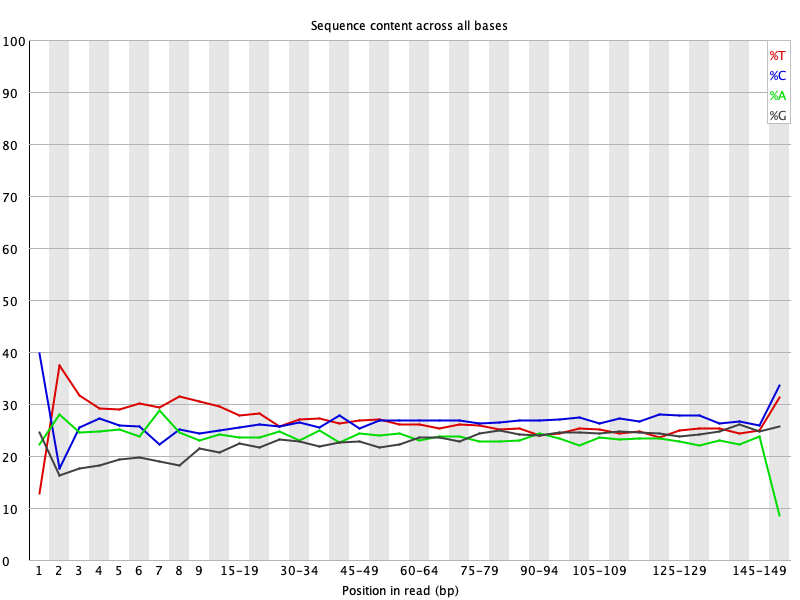 Sequence content across all bases
100
90
80
70
60
50
40
30
20
10
0
%T
%C
%A
%G
1 2 3 4 5 6 7 8 9 15-19 30-34 45-49 60-64 75-79 90-94 105-109 125-129 145-149
Position in read (bp)